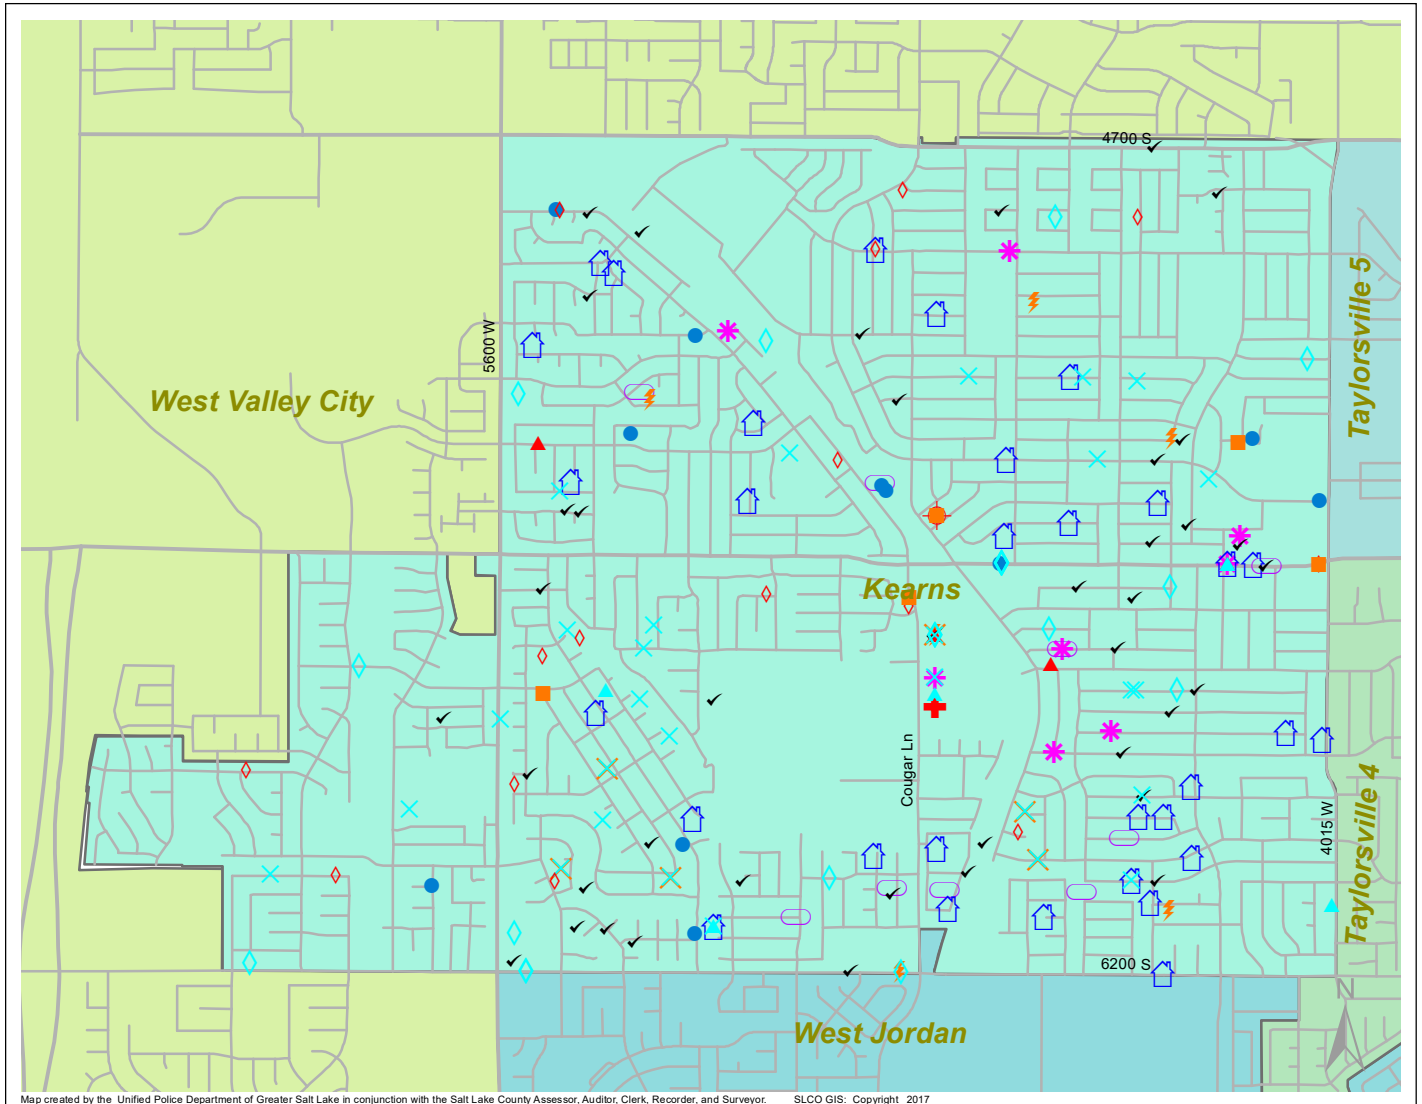 4700 S
Taylorsville 5
5600 W
West Valley City
Kearns
Cougar Ln
4015 W
Taylorsville 4
6200 S
N
West Jordan
Map created by the Unified Police Department of Greater Salt Lake in conjunction with the Salt Lake County Assessor, Auditor, Clerk, Recorder, and Surveyor. SLCO GIS: Copyright 2017